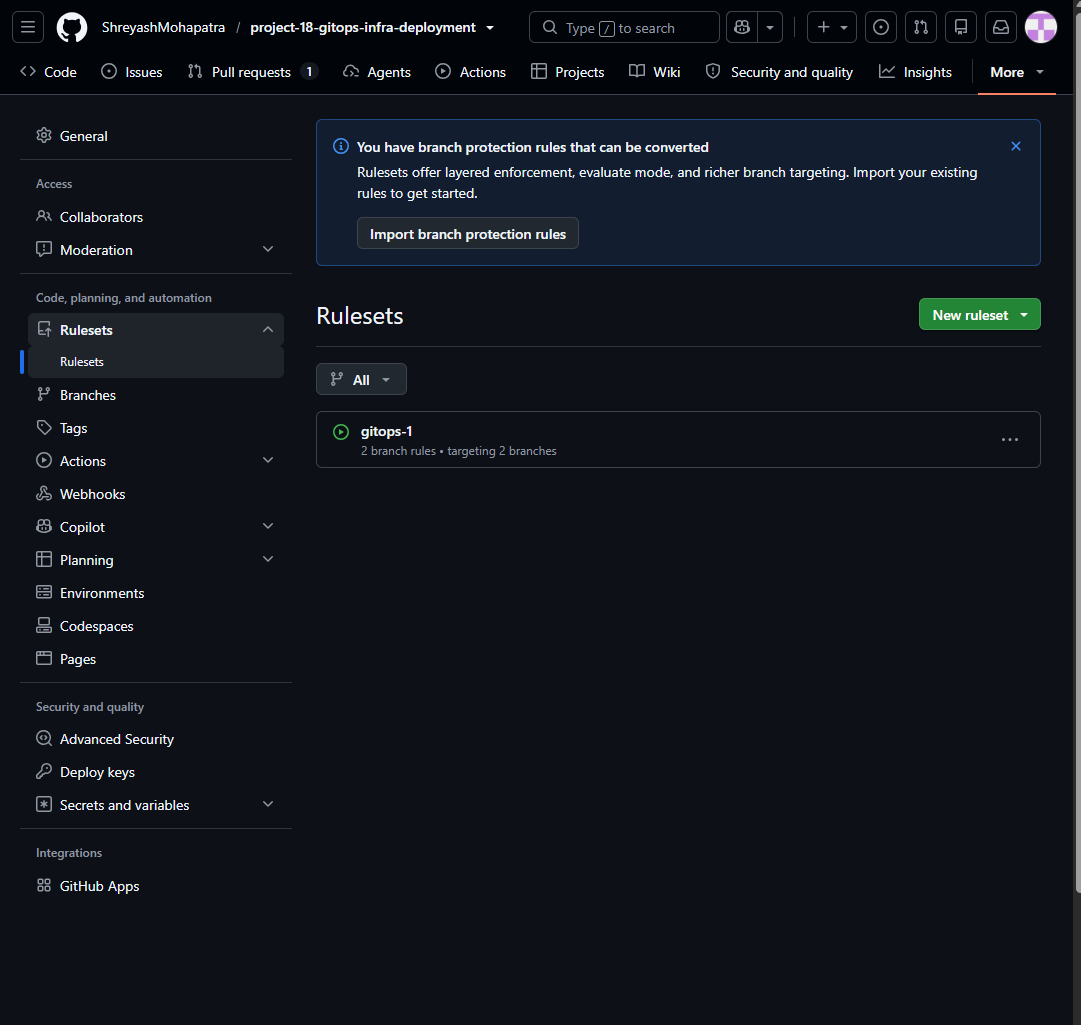 ShreyashMohapatra / project-18-gitops-infra-deployment
Type / to search
Code
Issues
Pull requests 1
Agents
Actions
Projects
Wiki
Security and quality
Insights
More
General
Access
Collaborators
Moderation
Code, planning, and automation
Rulesets
Rulesets
Branches
Tags
Actions
Webhooks
Copilot
Planning
Environments
Codespaces
Pages
Security and quality
Advanced Security
Deploy keys
Secrets and variables
Integrations
GitHub Apps
You have branch protection rules that can be converted
Rulesets offer layered enforcement, evaluate mode, and richer branch targeting. Import your existing
rules to get started.
Import branch protection rules
Rulesets
New ruleset
All
gitops-1
2 branch rules • targeting 2 branches